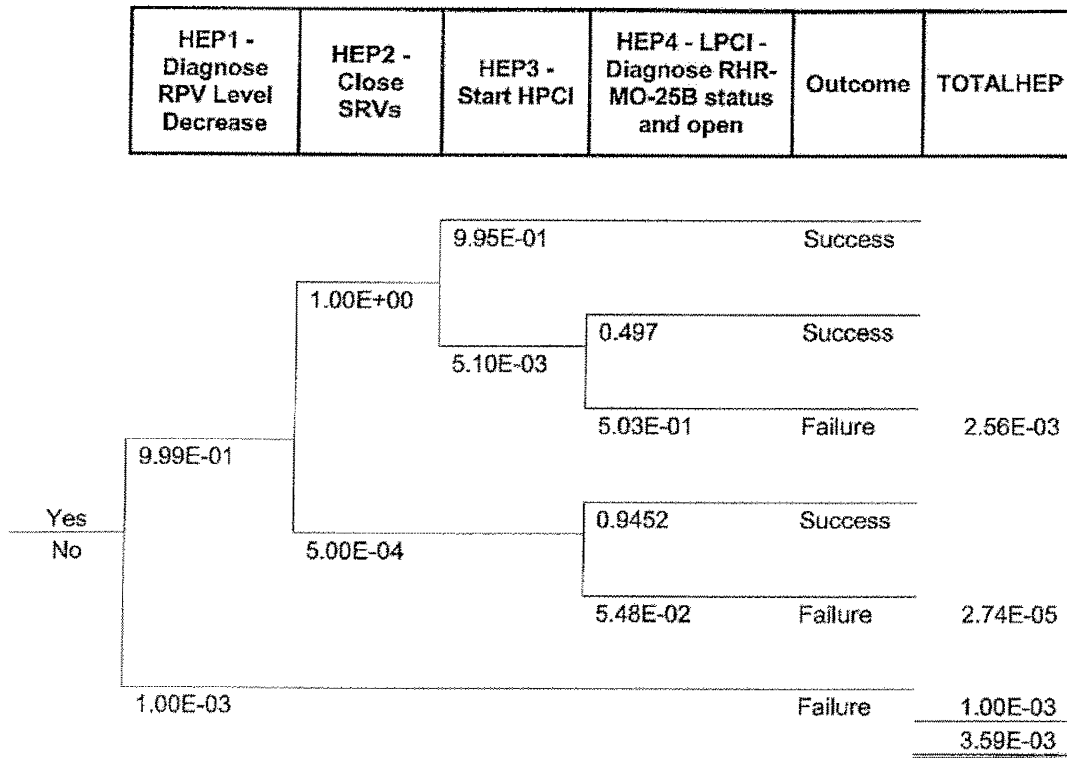 HEP1 -
Diagnose
RPV Level
Decrease
HEP2 -
Close
SRVs
HEP3 -
Start HPCI
HEP4 - LPCI -
Diagnose RHR-
MO-25B status
and open
Outcome
TOTALHEP
9.95E-01 Success
1.00E+00
0.497 Success
5.10E-03
5.03E-01 Failure 2.56E-03
9.99E-01
0.9452 Success
Yes
No
5.00E-04
5.48E-02 Failure 2.74E-05
1.00E-03 Failure 1.00E-03
3.59E-03